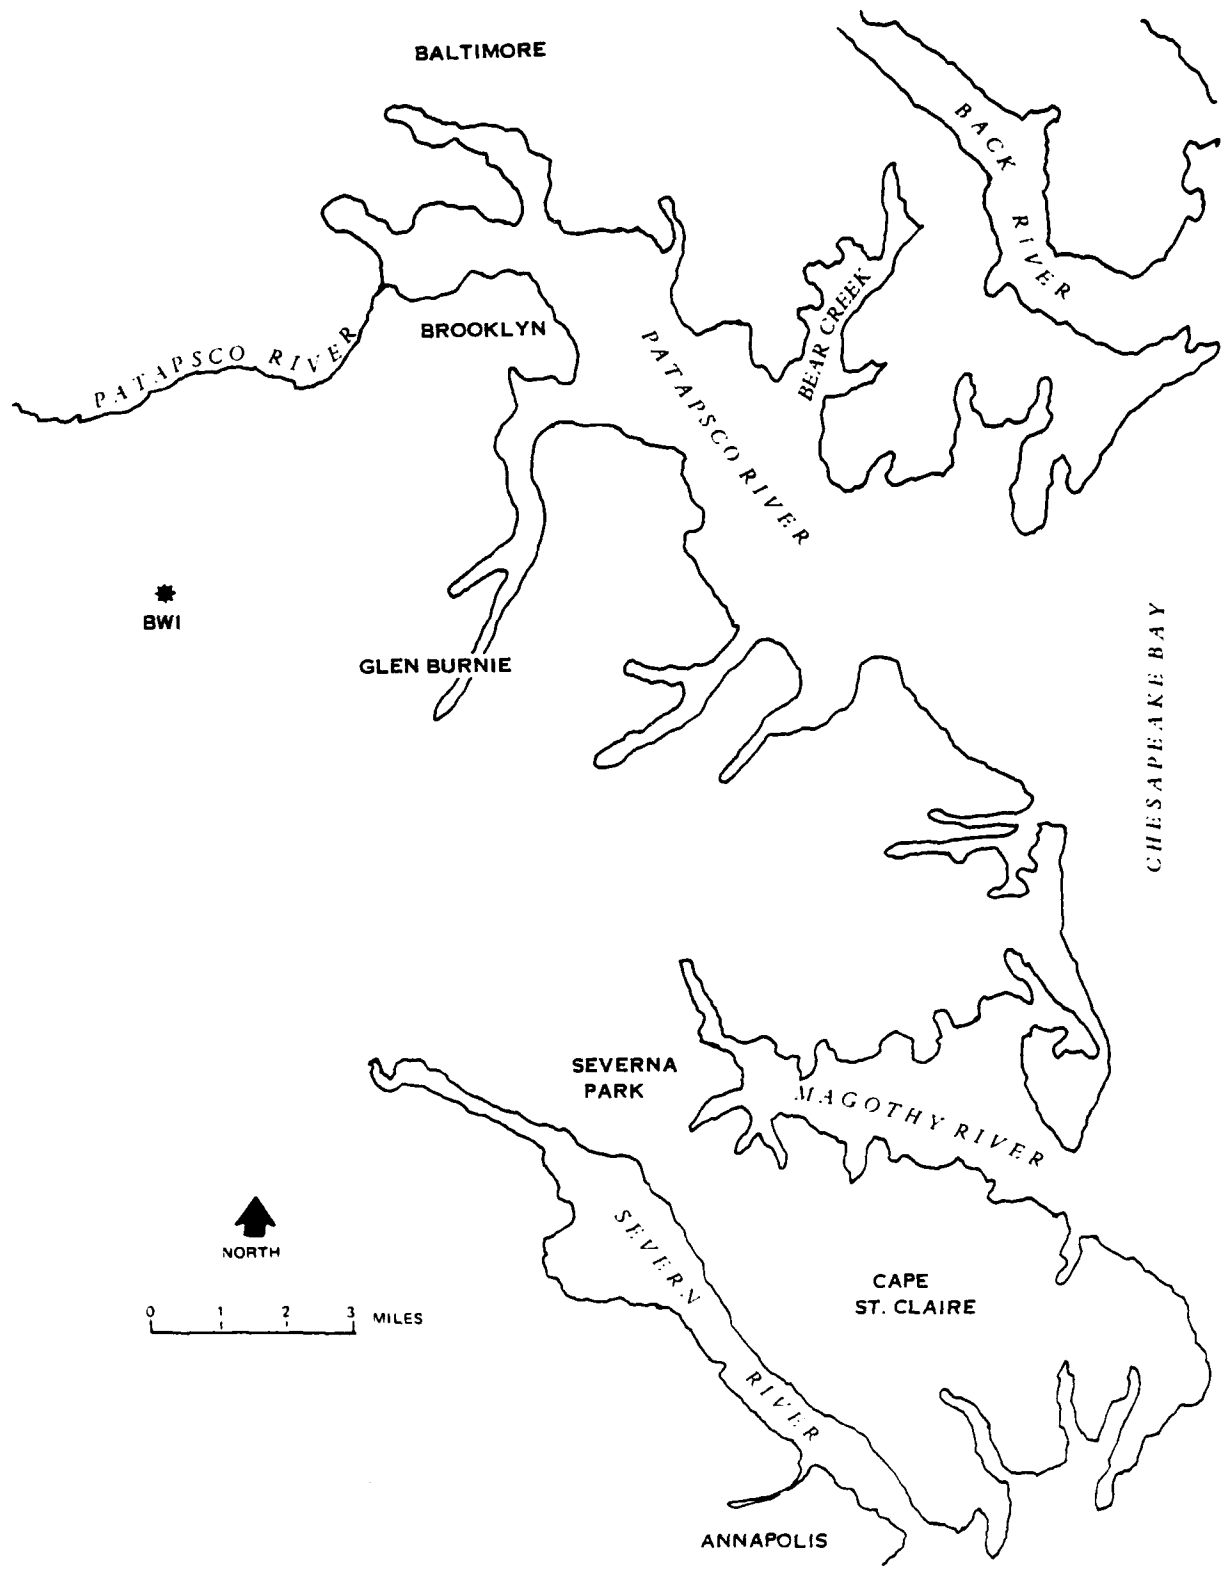 BALTIMORE
BACK RIVER
BROOKLYN
PATAPSCO RIVER
BEAR CREEK
PATAPSCO RIVER
BWI
GLEN BURNIE
CHESAPEAKE BAY
SEVERNA
PARK
MAGOTHY RIVER
SEVERN RIVER
NORTH
CAPE
ST. CLAIRE
0 1 2 3 MILES
ANNAPOLIS